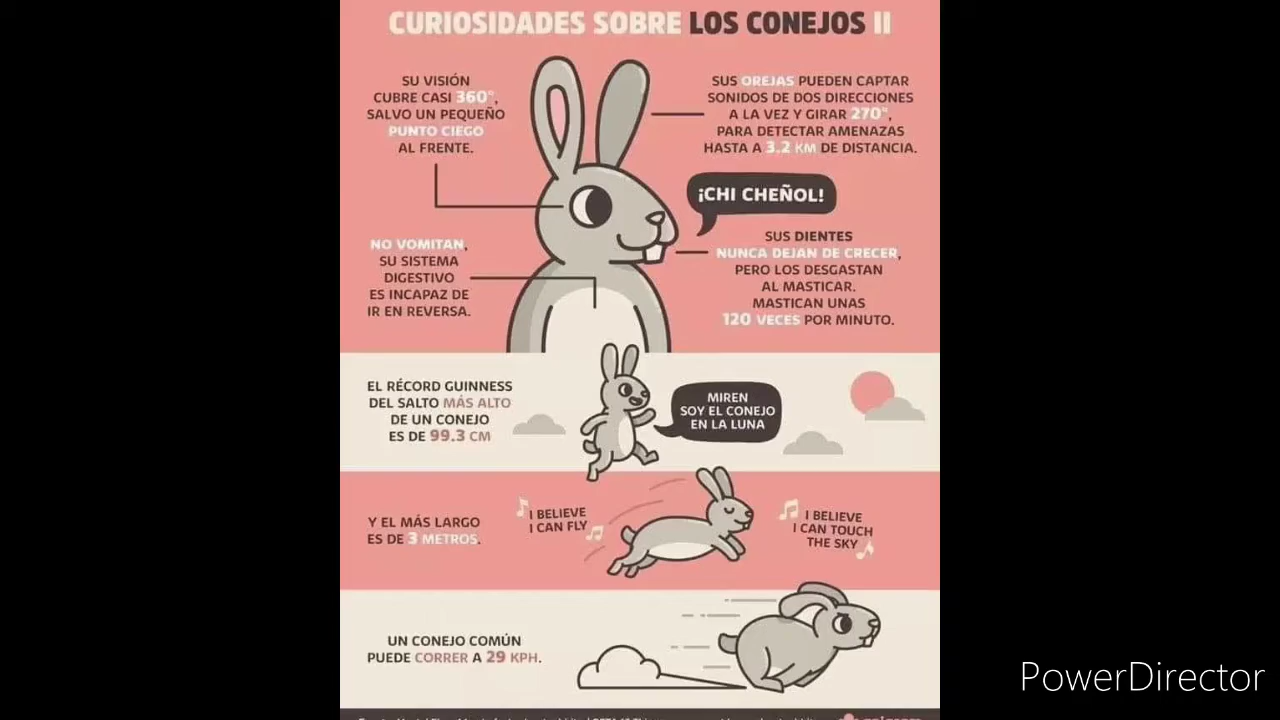 CURIOSIDADES SOBRE LOS CONEJOS II
SU VISIÓN
CUBRE CASI 360°,
SALVO UN PEQUEÑO
PUNTO CIEGO
AL FRENTE.
SUS OREJAS PUEDEN CAPTAR
SONIDOS DE DOS DIRECCIONES
A LA VEZ Y GIRAR 270°,
PARA DETECTAR AMENAZAS
HASTA A 3.2 KM DE DISTANCIA.
¡CHI CHEÑOL!
NO VOMITAN,
SU SISTEMA
DIGESTIVO
ES INCAPAZ DE
IR EN REVERSA.
SUS DIENTES
NUNCA DEJAN DE CRECER,
PERO LOS DESGASTAN
AL MASTICAR.
MASTICAN UNAS
120 VECES POR MINUTO.
EL RÉCORD GUINNESS
DEL SALTO MÁS ALTO
DE UN CONEJO
ES DE 99.3 CM
MIREN
SOY EL CONEJO
EN LA LUNA
Y EL MÁS LARGO
ES DE 3 METROS.
I BELIEVE
I CAN FLY
I BELIEVE
I CAN TOUCH
THE SKY
UN CONEJO COMÚN
PUEDE CORRER A 29 KPH.
PowerDirector